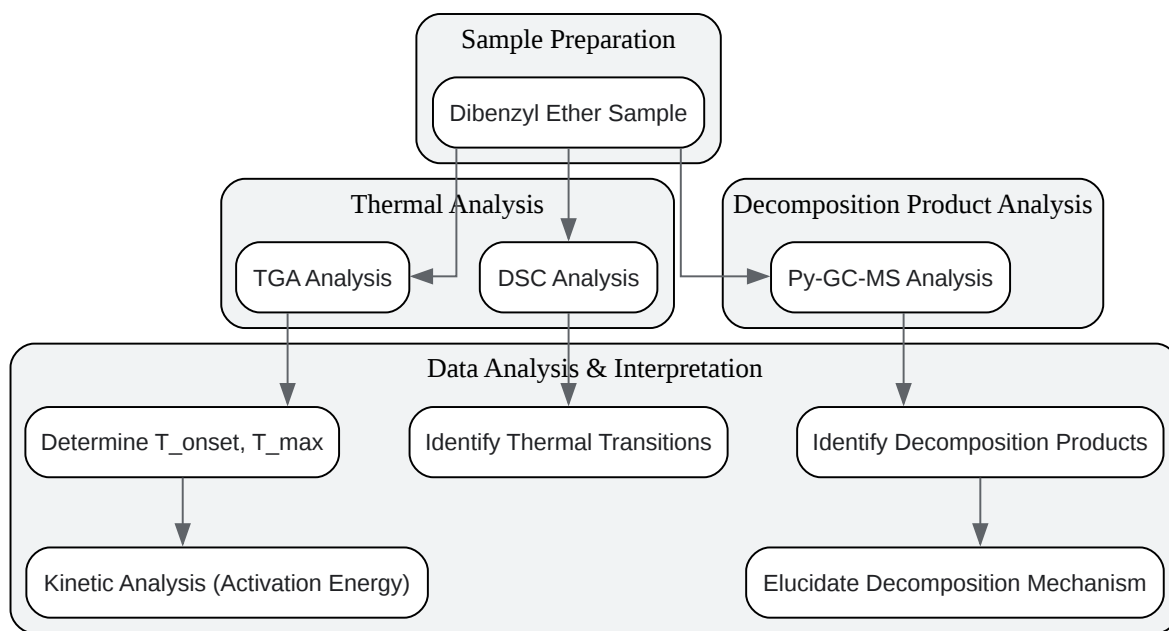 Sample Preparation
Dibenzyl Ether Sample
Thermal Analysis
Decomposition Product Analysis
TGA Analysis
DSC Analysis
Py-GC-MS Analysis
Data Analysis & Interpretation
Determine T_onset, T_max
Identify Thermal Transitions
Identify Decomposition Products
Kinetic Analysis (Activation Energy)
Elucidate Decomposition Mechanism